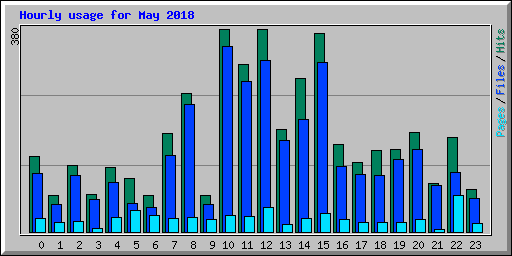 Hourly usage for May 2018
380
Pages/Files/Hits
0 1 2 3 4 5 6 7 8 9 10 11 12 13 14 15 16 17 18 19 20 21 22 23